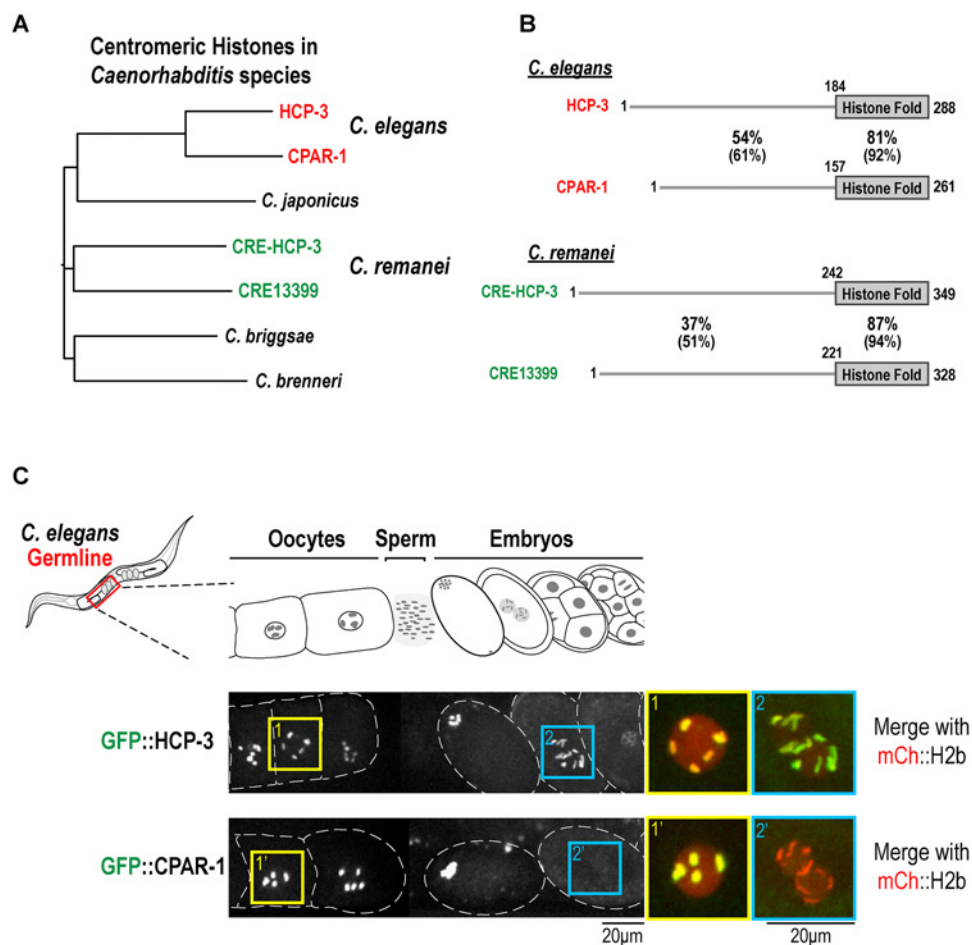 A
Centromeric Histones in
Caenorhabditis species
HCP-3
C. elegans
CPAR-1
C. japonicus
CRE-HCP-3
C. remanei
CRE13399
C. briggsae
C. brenneri
B
C. elegans
184
HCP-3 1 Histone Fold 288
54% 81%
(61%) (92%)
157
CPAR-1 1 Histone Fold 261
C. remanei
242
CRE-HCP-3 1 Histone Fold 349
37% 87%
(51%) (94%)
221
CRE13399 1 Histone Fold 328
C
C. elegans
Germline
Oocytes Sperm Embryos
GFP::HCP-3
1 2 1 2
Merge with
mCh::H2b
GFP::CPAR-1
1' 2' 1' 2'
Merge with
mCh::H2b
20μm 20μm